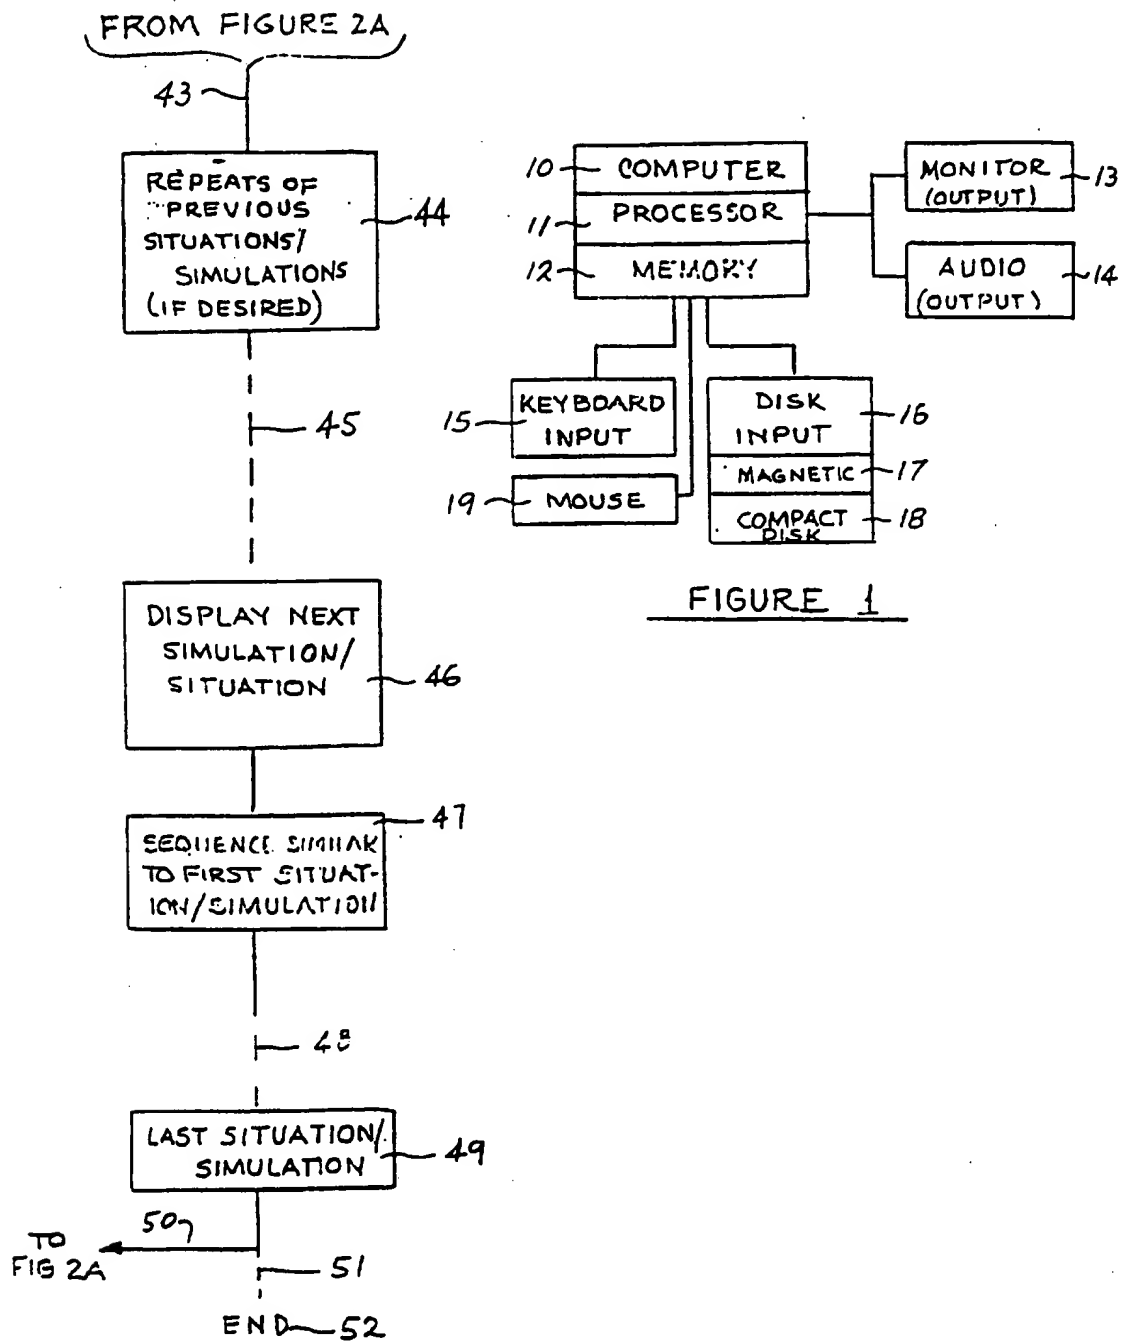 FROM FIGURE 2A
43
REPEATS OF
PREVIOUS
SITUATIONS/
SIMULATIONS
(IF DESIRED)
44
45
DISPLAY NEXT
SIMULATION/
SITUATION
46
47
SEQUENCE SIMILAR
TO FIRST SITUAT-
ION/SIMULATION
48
LAST SITUATION/
SIMULATION
49
50
TO
FIG 2A
51
END 52
10 COMPUTER
11 PROCESSOR
12 MEMORY
MONITOR
(OUTPUT)
13
AUDIO
(OUTPUT)
14
15 KEYBOARD
INPUT
DISK
INPUT
16
MAGNETIC 17
COMPACT
DISK
18
19 MOUSE
FIGURE 1